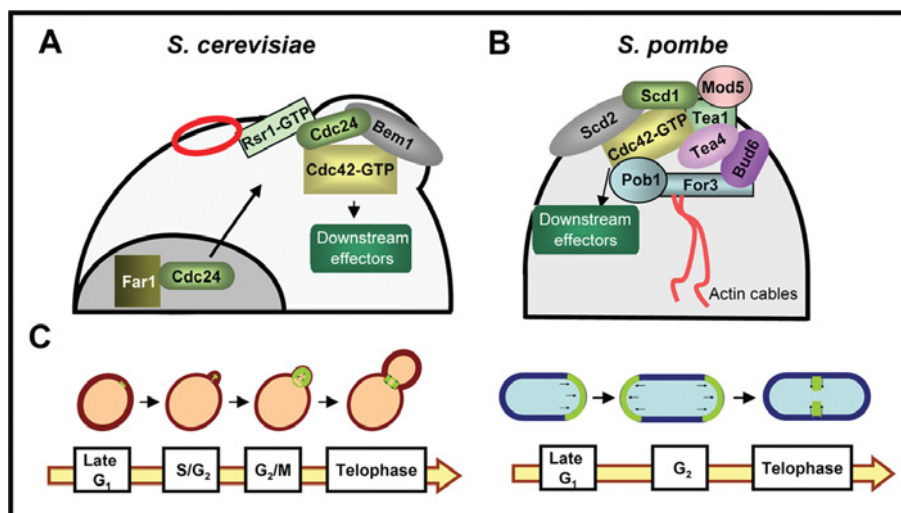 A
S. cerevisiae
Rsr1-GTP
Cdc24
Bem1
Cdc42-GTP
Downstream
effectors
Far1
Cdc24
B
S. pombe
Mod5
Scd1
Scd2
Tea1
Cdc42-GTP
Tea4
Bud6
Pob1
For3
Downstream
effectors
Actin cables
C
Late
G1
S/G2
G2/M
Telophase
Late
G1
G2
Telophase